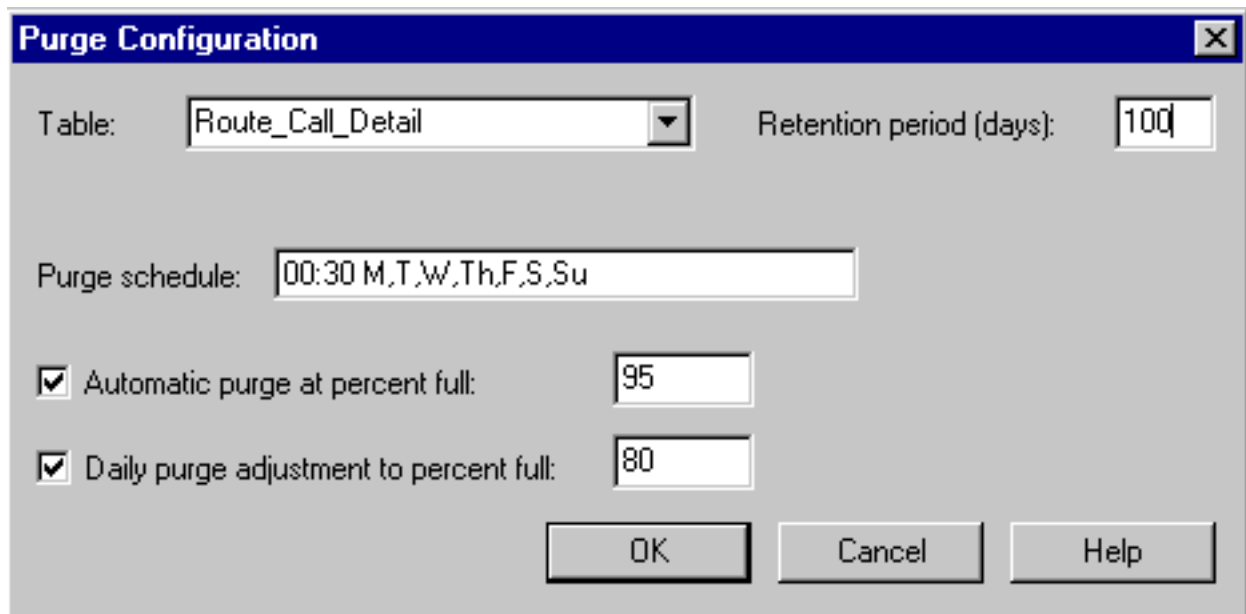 Purge Configuration
Table: Route_Call_Detail Retention period (days): 100
Purge schedule: 00:30 M,T,W,Th,F,S,Su
Automatic purge at percent full: 95
Daily purge adjustment to percent full: 80
OK Cancel Help